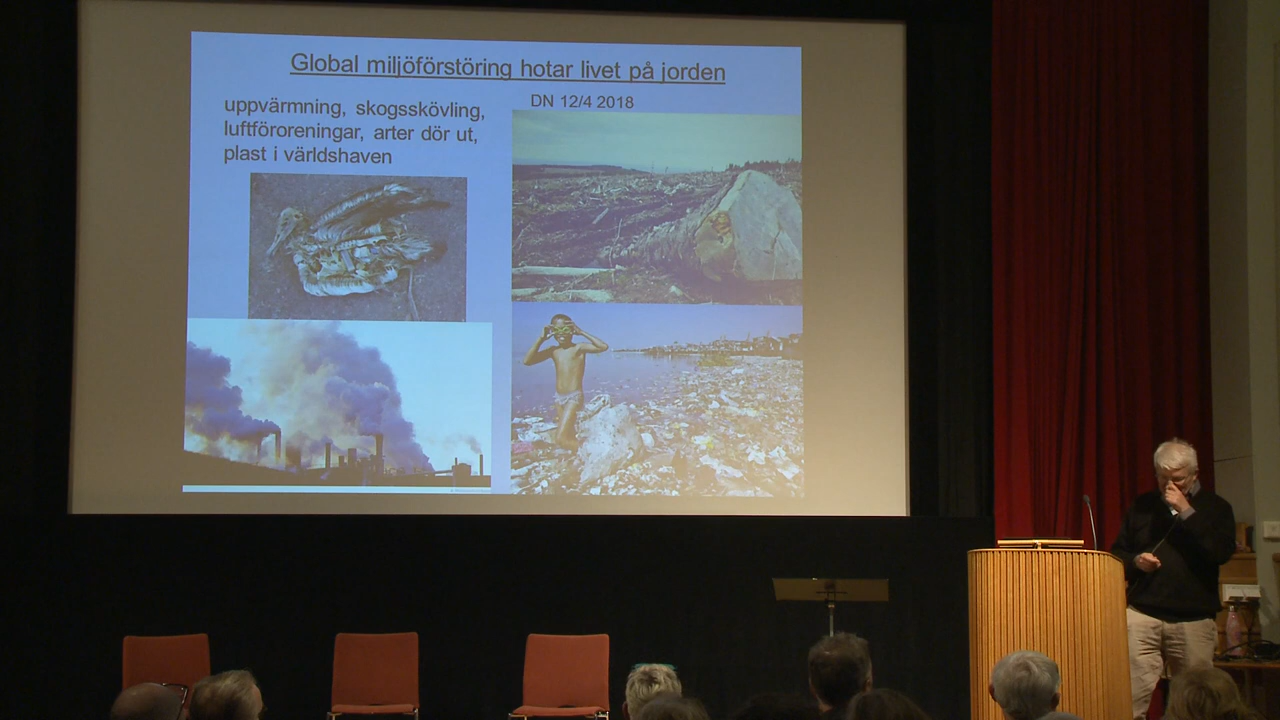 Global miljöförstöring hotar livet på jorden
uppvärmning, skogsskövling,
luftföroreningar, arter dör ut,
plast i världshaven
DN 12/4 2018